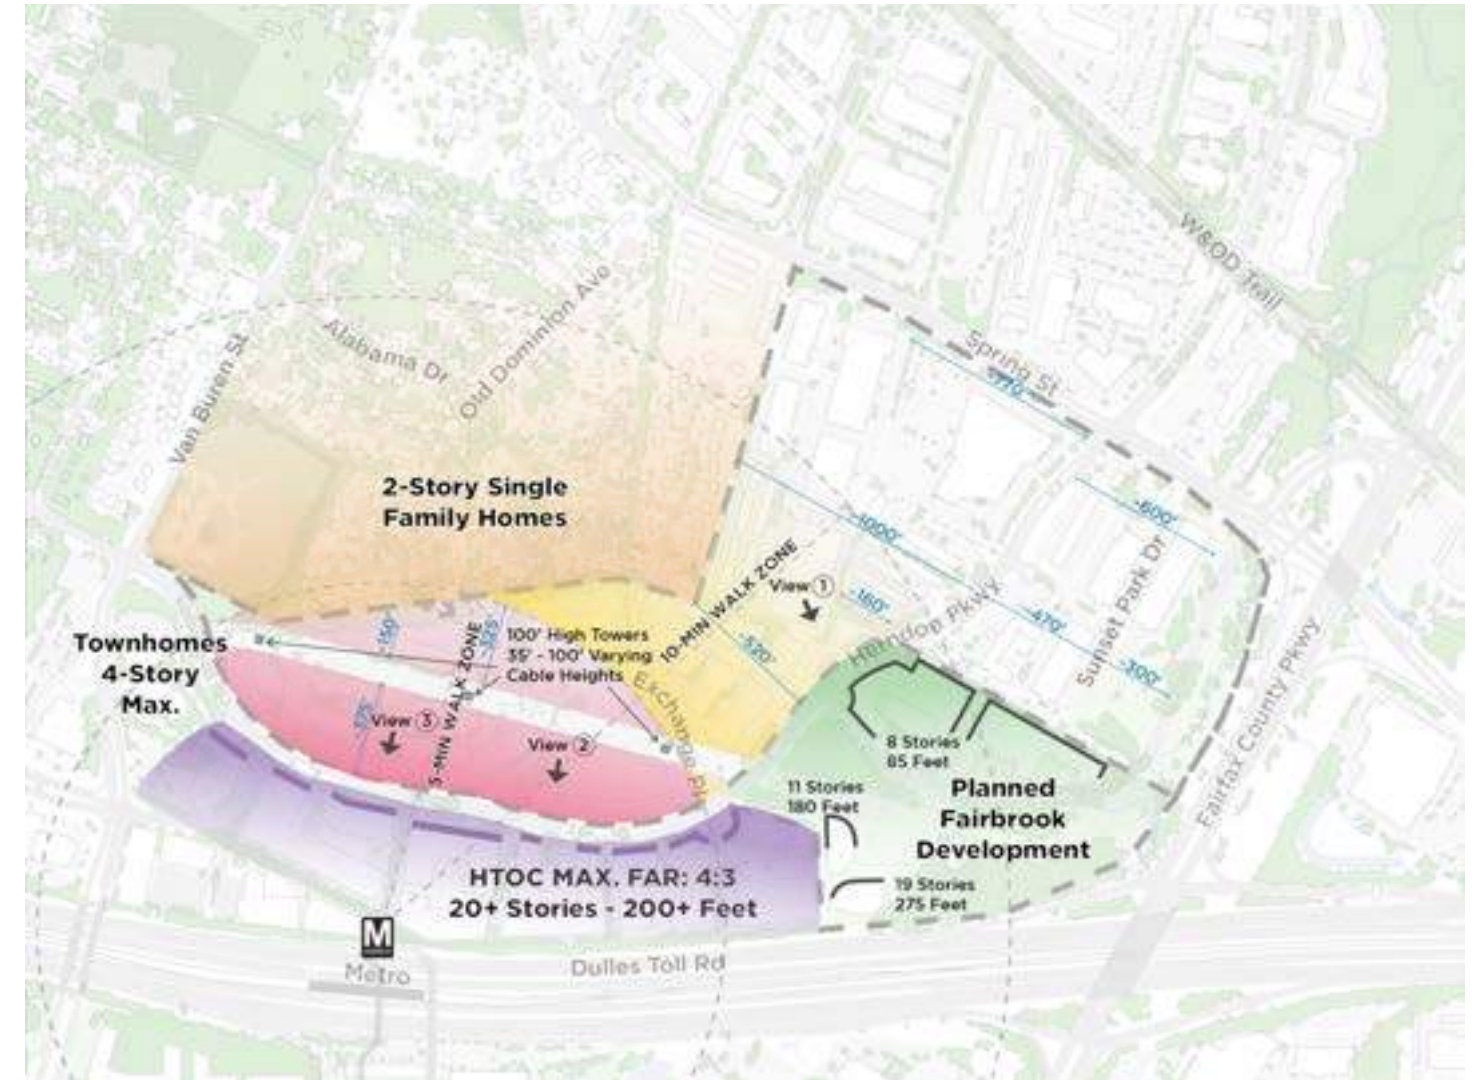 W&OD Trail
Spring St
-770'
Alabama Dr
Old Dominion Ave
Van Buren St
2-Story Single
Family Homes
-1000'
-600'
10-MIN WALK ZONE
View 1
-160'
Herndon Pkwy
-470'
-300'
Sunset Park Dr
Fairfax County Pkwy
Townhomes
4-Story
Max.
-325'
100' High Towers
35' - 100' Varying
Cable Heights
-520'
Exchange Pl
5-MIN WALK ZONE
View 3
View 2
8 Stories
85 Feet
11 Stories
180 Feet
Planned
Fairbrook
Development
19 Stories
275 Feet
HTOC MAX. FAR: 4:3
20+ Stories - 200+ Feet
M
Metro
Dulles Toll Rd